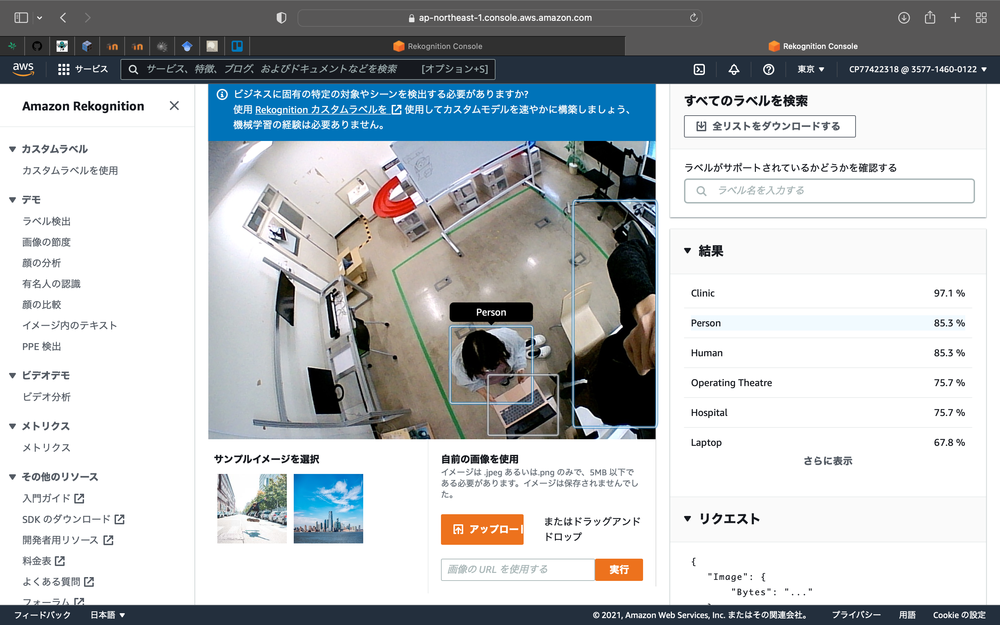 ap-northeast-1.console.aws.amazon.com
Rekognition Console
Rekognition Console
aws
サービス
サービス、特徴、ブログ、およびドキュメントなどを検索
[オプション+S]
東京
CP77422318 @ 3577-1460-0122
Amazon Rekognition
カスタムラベル
カスタムラベルを使用
デモ
ラベル検出
画像の節度
顔の分析
有名人の認識
顔の比較
イメージ内のテキスト
PPE 検出
ビデオデモ
ビデオ分析
メトリクス
メトリクス
その他のリソース
入門ガイド
SDK のダウンロード
開発者用リソース
料金表
よくある質問
フォーラム
ビジネスに固有の特定の対象やシーンを検出する必要がありますか?
使用 Rekognition カスタムラベルを 使用してカスタムモデルを速やかに構築しましょう、
機械学習の経験は必要ありません。
Person
サンプルイメージを選択
自前の画像を使用
イメージは .jpeg あるいは.png のみで、5MB 以下で
ある必要があります。イメージは保存されませんでし
た。
アップロード
またはドラッグアンド
ドロップ
画像の URL を使用する
実行
すべてのラベルを検索
全リストをダウンロードする
ラベルがサポートされているかどうかを確認する
ラベル名を入力する
結果
Clinic 97.1 %
Person 85.3 %
Human 85.3 %
Operating Theatre 75.7 %
Hospital 75.7 %
Laptop 67.8 %
さらに表示
リクエスト
{
"Image": {
"Bytes": "..."
}
フィードバック
日本語
© 2021, Amazon Web Services, Inc. またはその関連会社。
プライバシー
用語
Cookie の設定